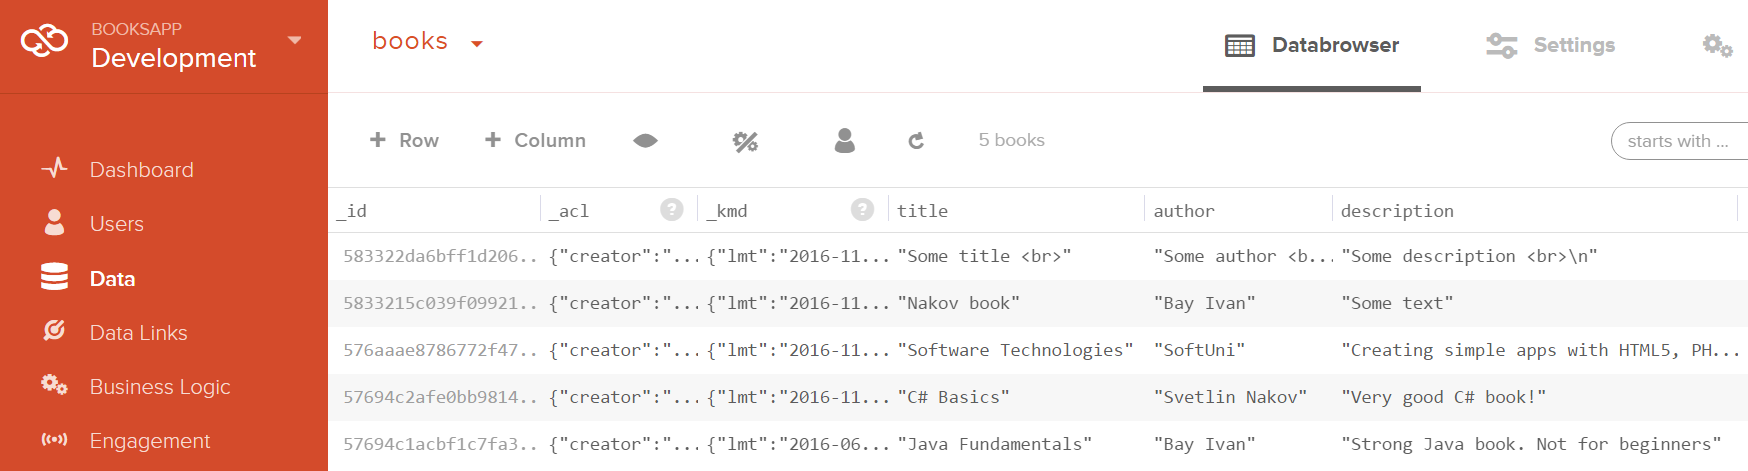 BOOKSAPP
Development
books
Databrowser
Settings
Dashboard
Users
Data
Data Links
Business Logic
Engagement
+ Row + Column 5 books starts with ...
_id _acl ? _kmd ? title author description
583322da6bff1d206.. {"creator":"... {"lmt":"2016-11... "Some title <br>" "Some author <b... "Some description <br>\n"
5833215c039f09921.. {"creator":"... {"lmt":"2016-11... "Nakov book" "Bay Ivan" "Some text"
576aaae8786772f47.. {"creator":"... {"lmt":"2016-11... "Software Technologies" "SoftUni" "Creating simple apps with HTML5, PH...
57694c2afe0bb9814.. {"creator":"... {"lmt":"2016-11... "C# Basics" "Svetlin Nakov" "Very good C# book!"
57694c1acbf1c7fa3.. {"creator":"... {"lmt":"2016-06... "Java Fundamentals" "Bay Ivan" "Strong Java book. Not for beginners"